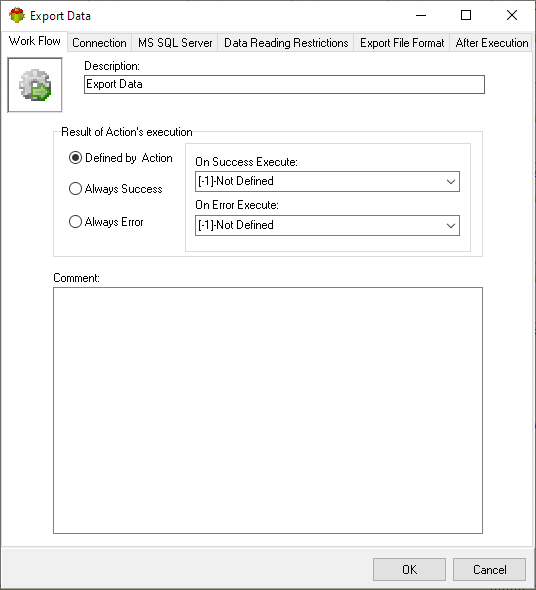 Export Data
Work Flow Connection MS SQL Server Data Reading Restrictions Export File Format After Execution
Description:
Export Data
Result of Action's execution
Defined by Action
Always Success
Always Error
On Success Execute:
[-1]-Not Defined
On Error Execute:
[-1]-Not Defined
Comment:
OK Cancel